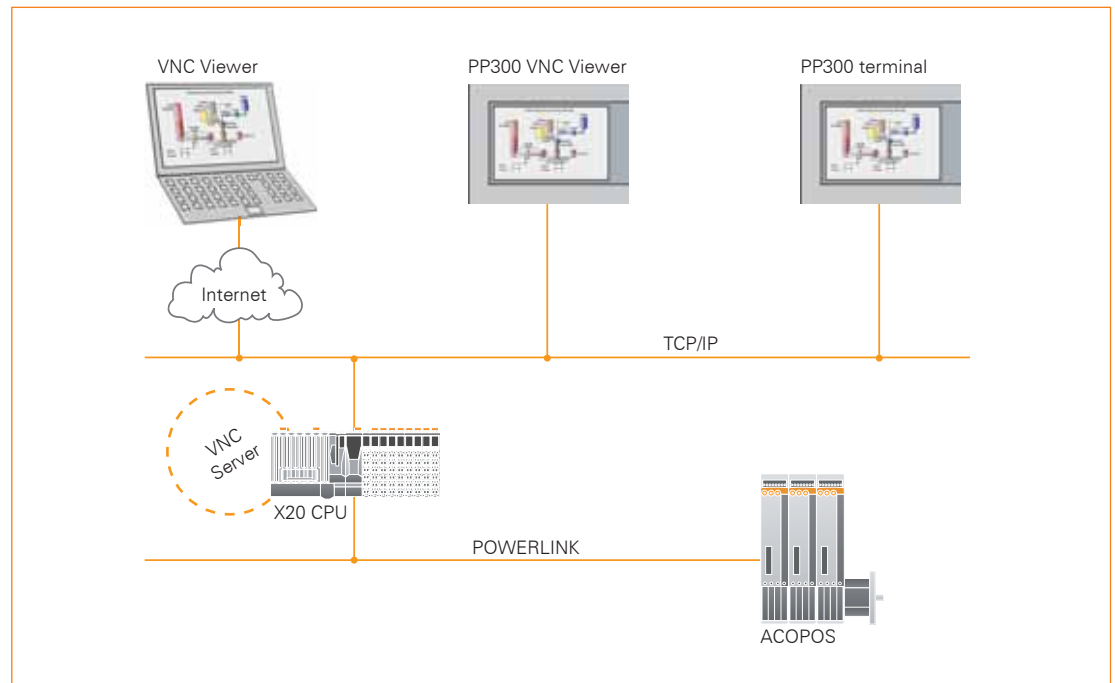 VNC Viewer
PP300 VNC Viewer
PP300 terminal
Internet
TCP/IP
VNC
Server
X20 CPU
POWERLINK
ACOPOS